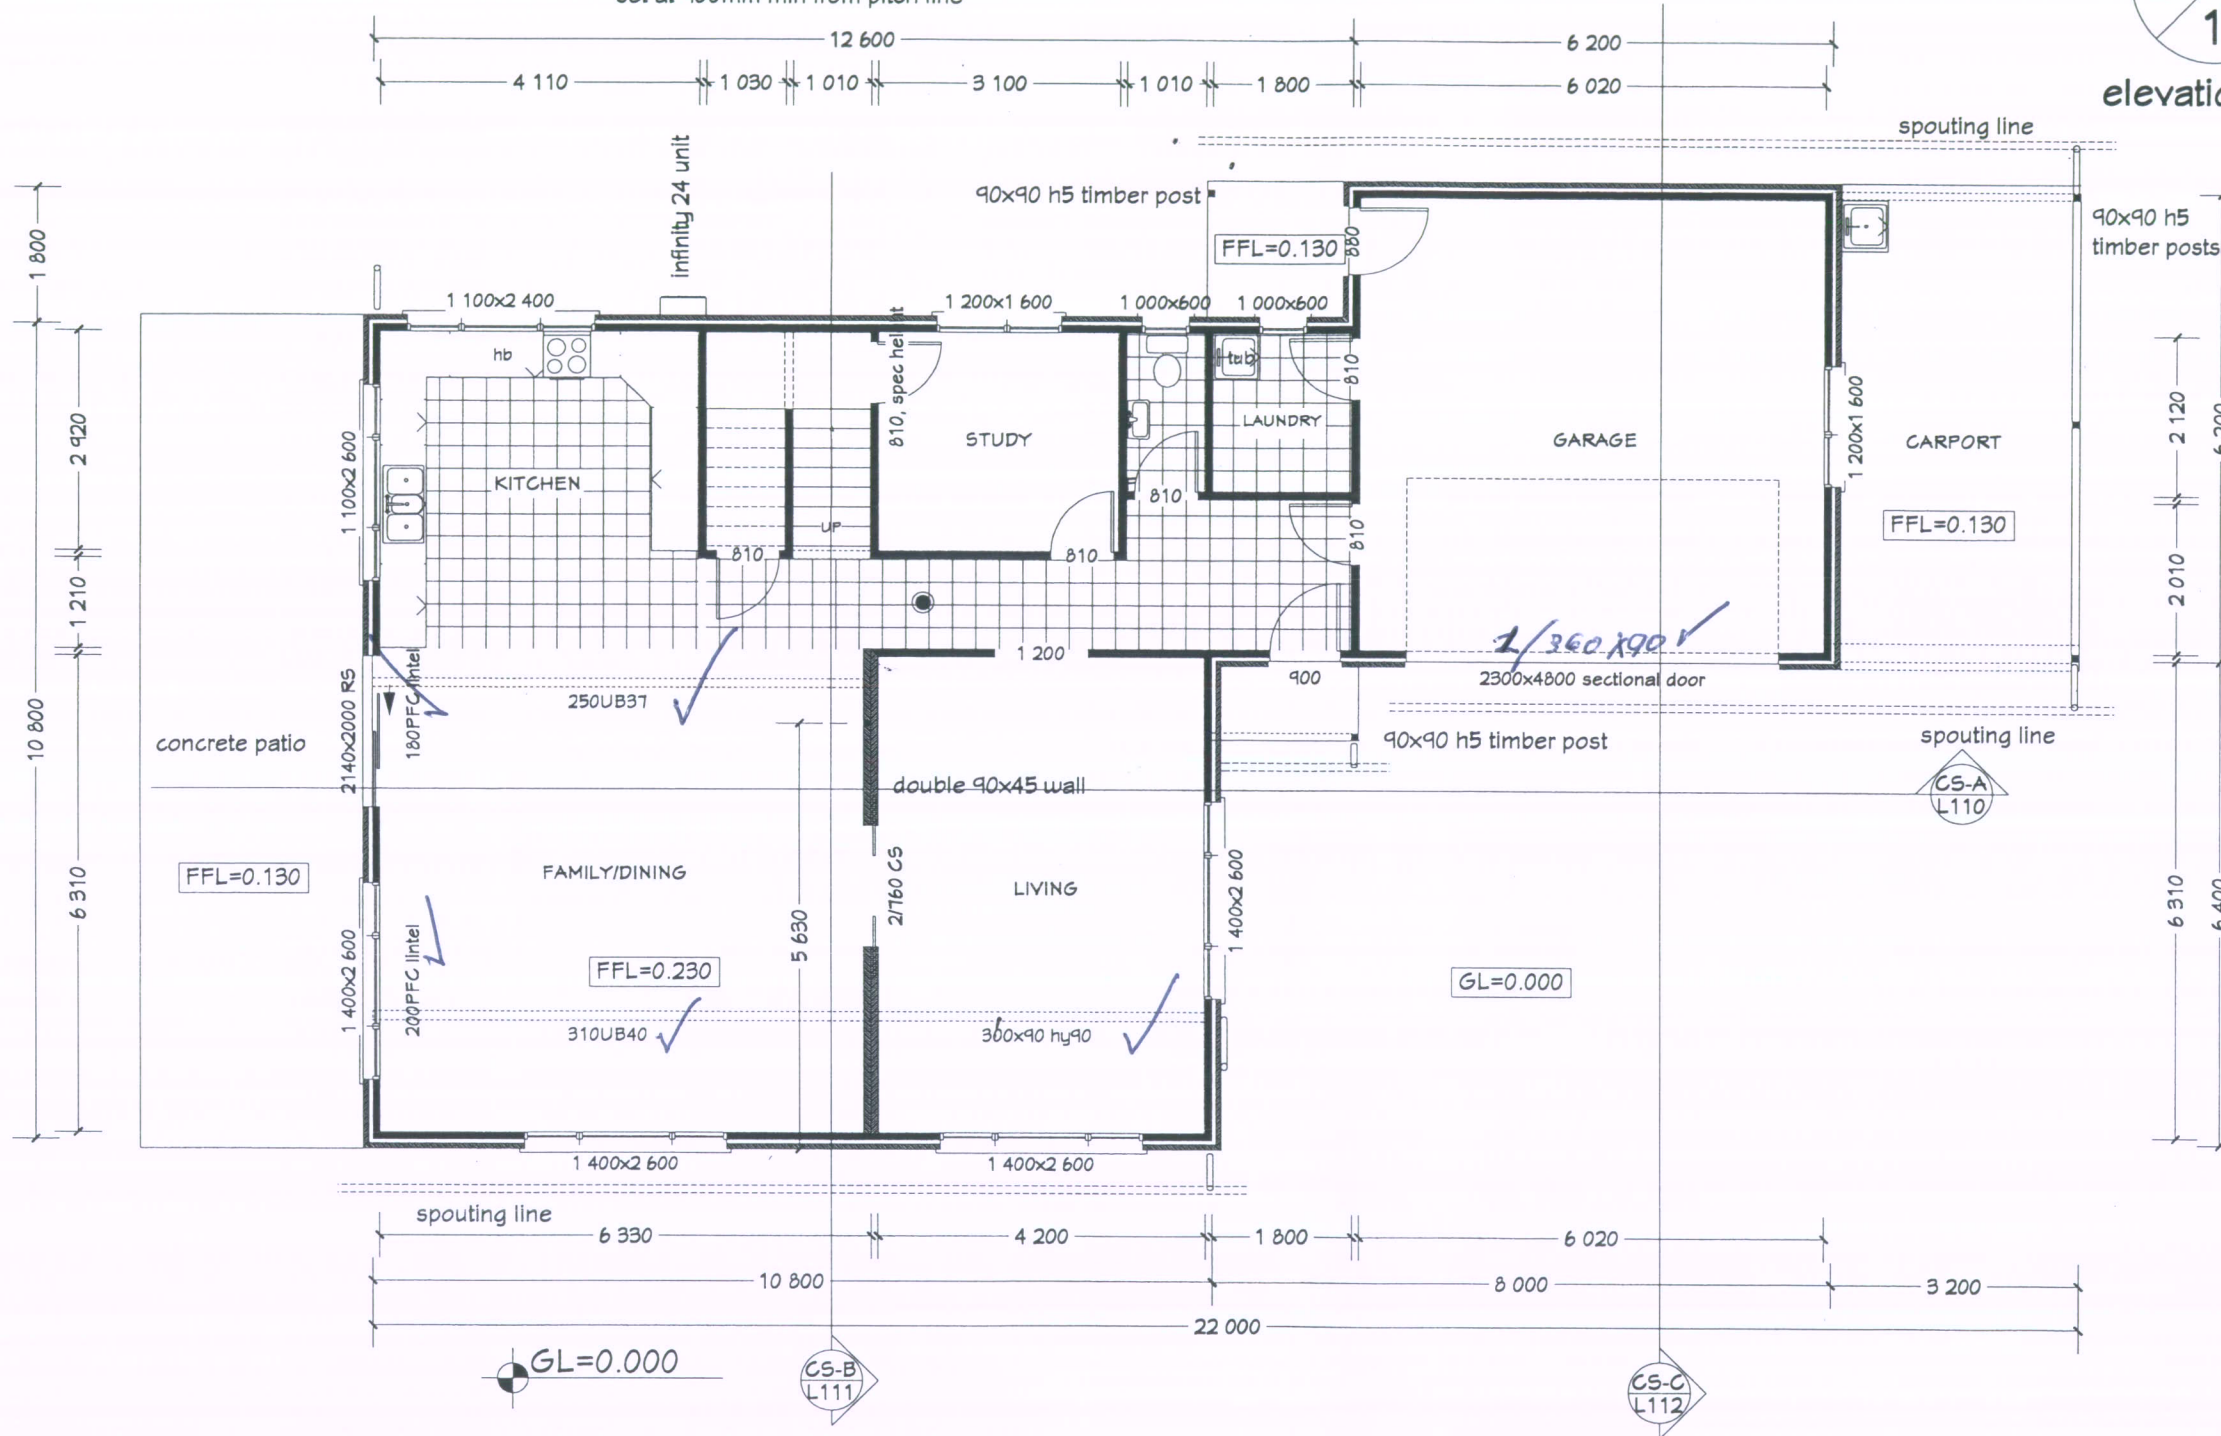 12 600
6 200
4 110
1 030
1 010
3 100
1 010
1 800
6 020
1
spouting line
infinity 24 unit
90x90 h5 timber post
90x90 h5
timber posts
1 800
FFL=0.130
880
1 100x2 400
1 200x1 600
1 000x600
1 000x600
hb
tub
810
2 920
1 100x2 600
KITCHEN
STUDY
LAUNDRY
GARAGE
1 200x1 600
CARPORT
2 120
UP
810
810
810
810
FFL=0.130
1 210
2 010
1/360x90
1 200
900
2300x4800 sectional door
10 800
2140x2000 RS
180PFC lintel
250UB37
concrete patio
90x90 h5 timber post
spouting line
double 90x45 wall
CS-A
L110
FFL=0.130
6 310
FAMILY/DINING
5 630
2/760 CS
LIVING
1 400x2 600
6 310
1 400x2 600
200PFC lintel
FFL=0.230
GL=0.000
310UB40
360x90 hy90
1 400x2 600
1 400x2 600
spouting line
6 330
4 200
1 800
6 020
10 800
8 000
3 200
22 000
GL=0.000
CS-B
L111
CS-C
L112